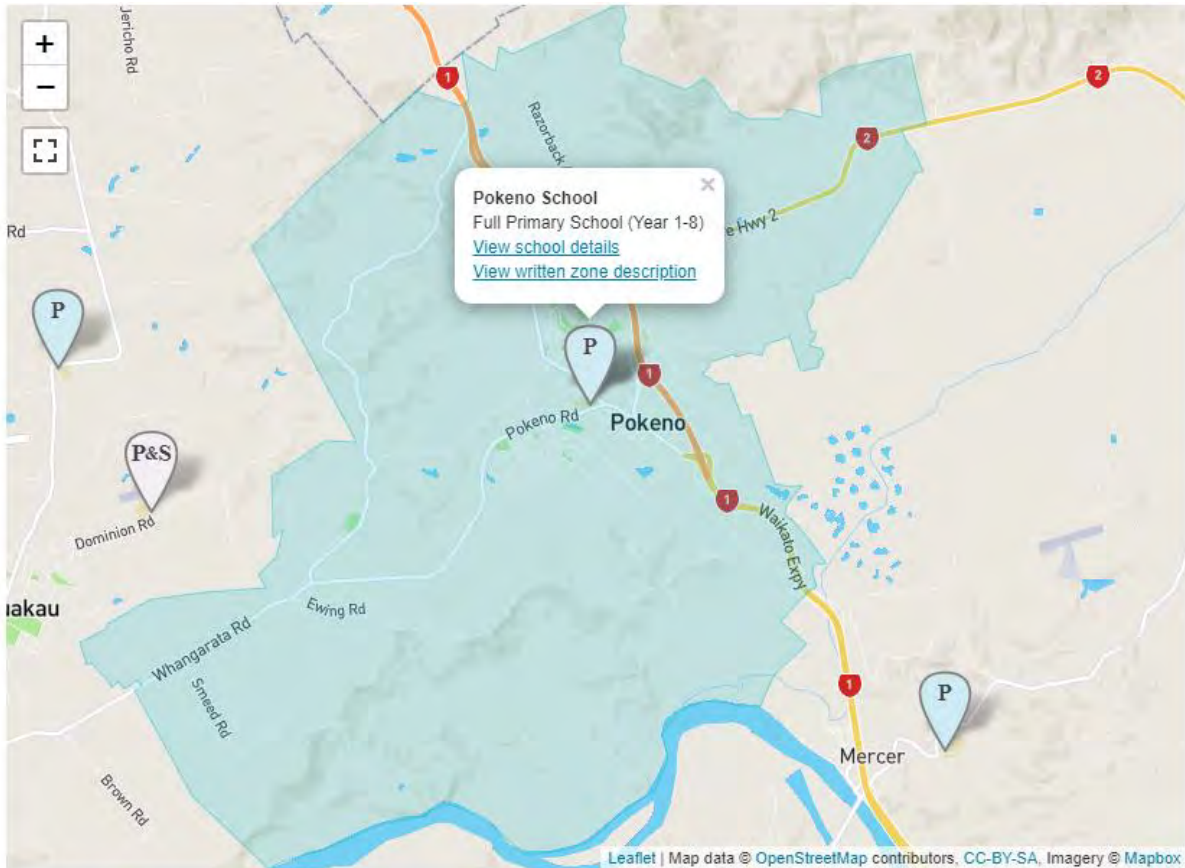 +
−
Jericho Rd
1
2
2
Razorback
Pokeno School
×
Full Primary School (Year 1-8)
View school details
View written zone description
e Hwy 2
Rd
P
P
1
Pokeno Rd
Pokeno
P&S
1
Dominion Rd
Waikato Expy
uakau
Ewing Rd
Whangarata Rd
Smeed Rd
1
P
Mercer
Brown Rd
Leaflet | Map data © OpenStreetMap contributors, CC-BY-SA, Imagery © Mapbox